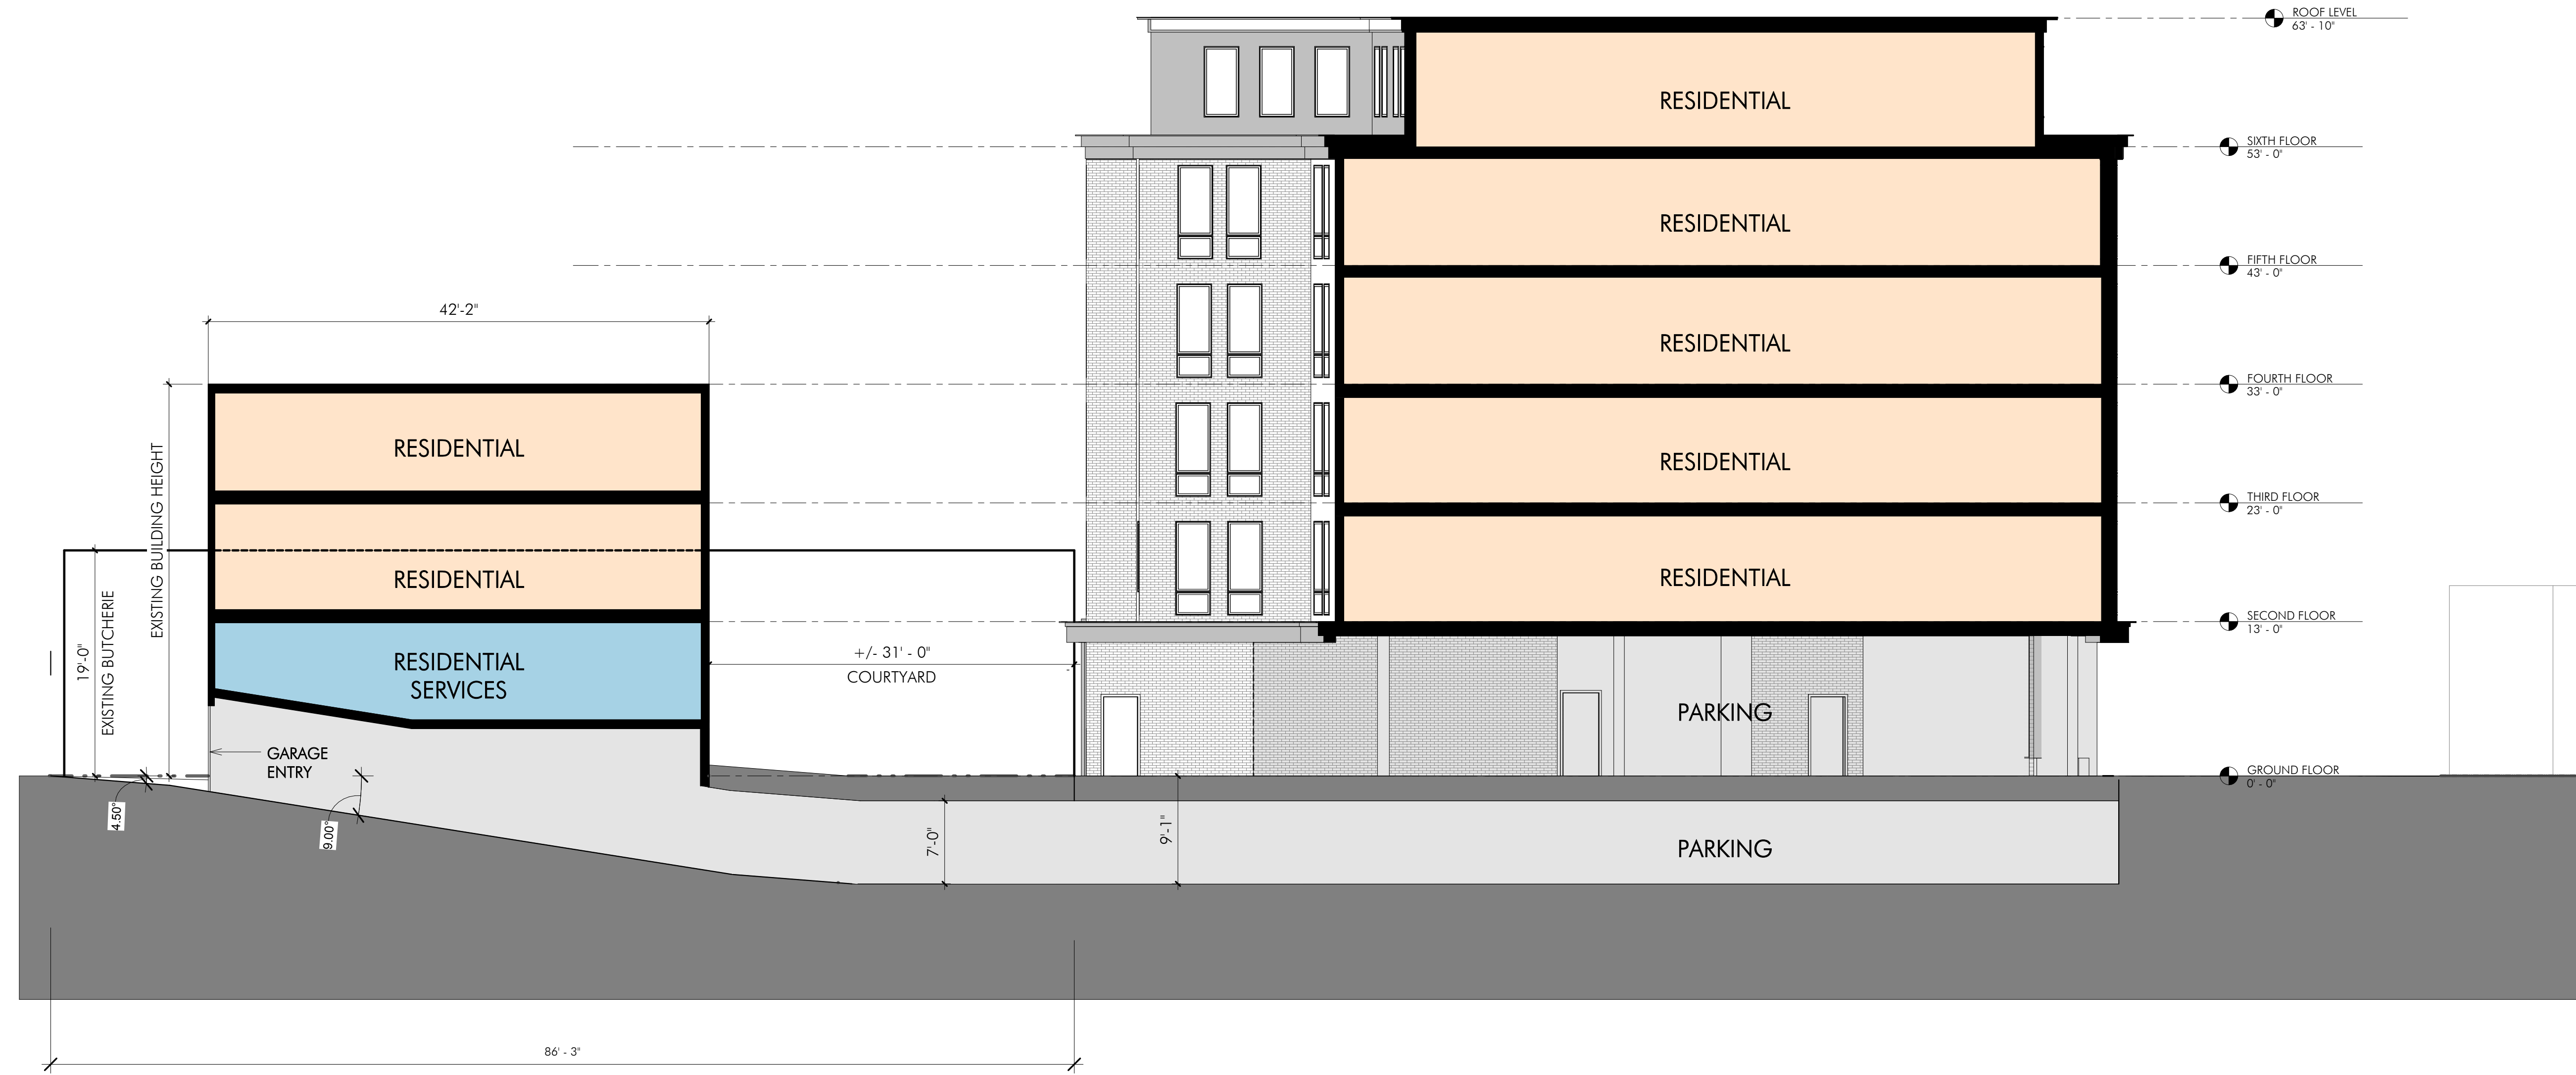 ROOF LEVEL
63' - 10"
RESIDENTIAL
SIXTH FLOOR
53' - 0"
RESIDENTIAL
FIFTH FLOOR
43' - 0"
42'-2"
RESIDENTIAL
FOURTH FLOOR
33' - 0"
RESIDENTIAL
EXISTING BUILDING HEIGHT
RESIDENTIAL
THIRD FLOOR
23' - 0"
RESIDENTIAL
RESIDENTIAL
19'-0"
EXISTING BUTCHERIE
SECOND FLOOR
13' - 0"
RESIDENTIAL
SERVICES
+/- 31' - 0"
COURTYARD
PARKING
GARAGE
ENTRY
GROUND FLOOR
0' - 0"
4.50°
9.00°
7'-0"
9'-1"
PARKING
86' - 3"